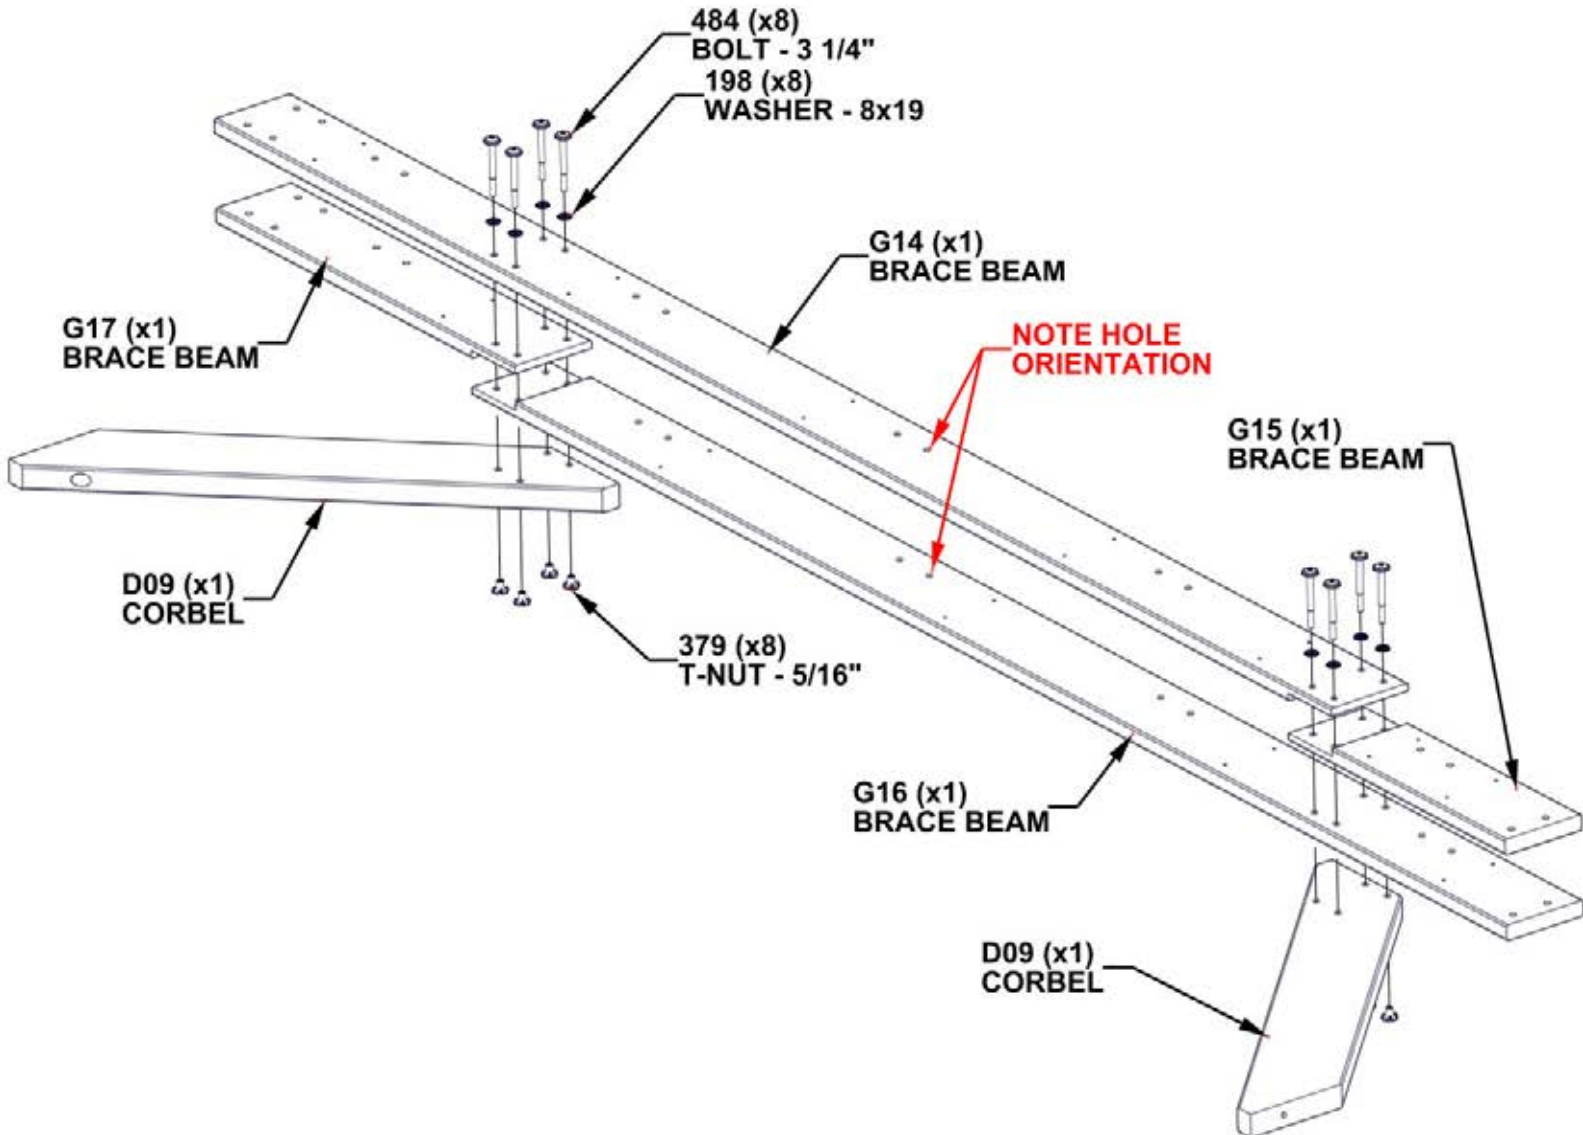 484 (x8)
BOLT - 3 1/4"
198 (x8)
WASHER - 8x19
G14 (x1)
BRACE BEAM
G17 (x1)
BRACE BEAM
NOTE HOLE
ORIENTATION
G15 (x1)
BRACE BEAM
D09 (x1)
CORBEL
379 (x8)
T-NUT - 5/16"
G16 (x1)
BRACE BEAM
D09 (x1)
CORBEL